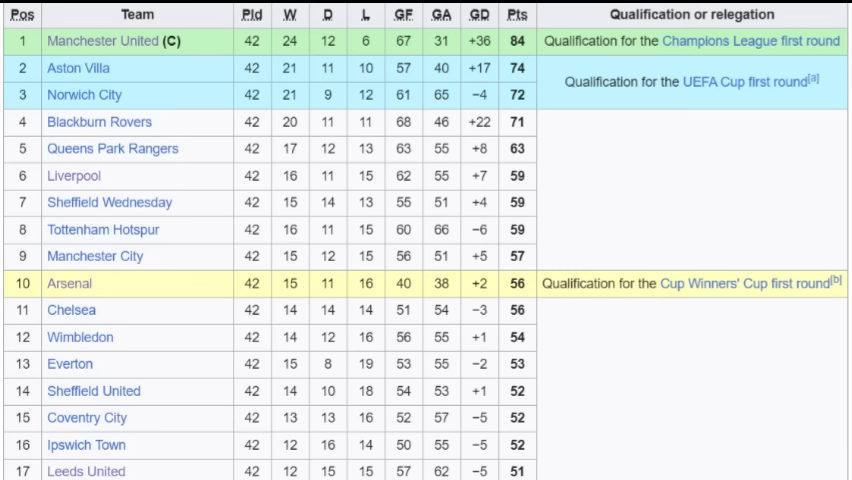 Pos Team Pld W D L GF GA GD Pts Qualification or relegation
1 Manchester United (C) 42 24 12 6 67 31 +36 84 Qualification for the Champions League first round
2 Aston Villa 42 21 11 10 57 40 +17 74 Qualification for the UEFA Cup first round[a]
3 Norwich City 42 21 9 12 61 65 −4 72
4 Blackburn Rovers 42 20 11 11 68 46 +22 71
5 Queens Park Rangers 42 17 12 13 63 55 +8 63
6 Liverpool 42 16 11 15 62 55 +7 59
7 Sheffield Wednesday 42 15 14 13 55 51 +4 59
8 Tottenham Hotspur 42 16 11 15 60 66 −6 59
9 Manchester City 42 15 12 15 56 51 +5 57
10 Arsenal 42 15 11 16 40 38 +2 56 Qualification for the Cup Winners' Cup first round[b]
11 Chelsea 42 14 14 14 51 54 −3 56
12 Wimbledon 42 14 12 16 56 55 +1 54
13 Everton 42 15 8 19 53 55 −2 53
14 Sheffield United 42 14 10 18 54 53 +1 52
15 Coventry City 42 13 13 16 52 57 −5 52
16 Ipswich Town 42 12 16 14 50 55 −5 52
17 Leeds United 42 12 15 15 57 62 −5 51